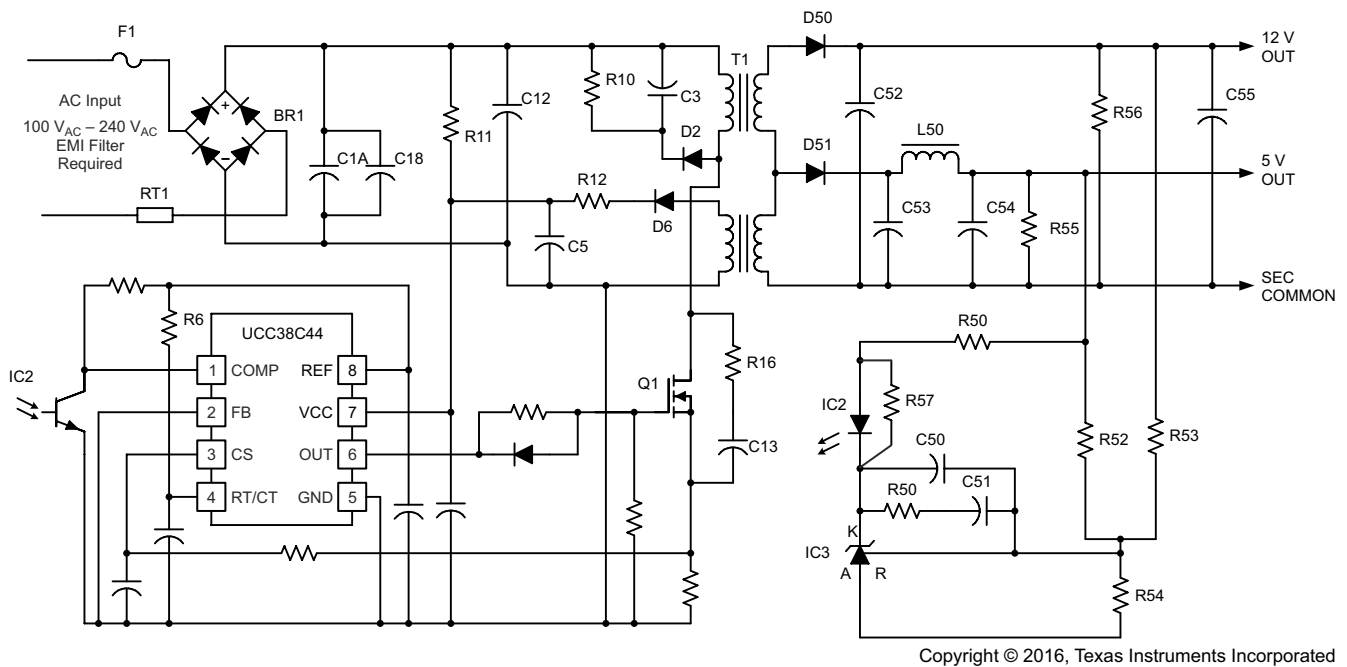 F1
AC Input
100 VAC – 240 VAC
EMI Filter
Required
BR1
+
–
RT1
C1A
C18
R11
C12
R10
C3
D2
T1
D50
12 V
OUT
C52
R56
C55
D51
L50
5 V
OUT
R12
D6
C5
C53
C54
R55
SEC
COMMON
R6
UCC38C44
1 COMP
REF 8
2 FB
VCC 7
3 CS
OUT 6
4 RT/CT
GND 5
IC2
Q1
R16
C13
R50
IC2
R57
C50
R52
R53
R50
C51
K
IC3
A
R
R54
Copyright © 2016, Texas Instruments Incorporated